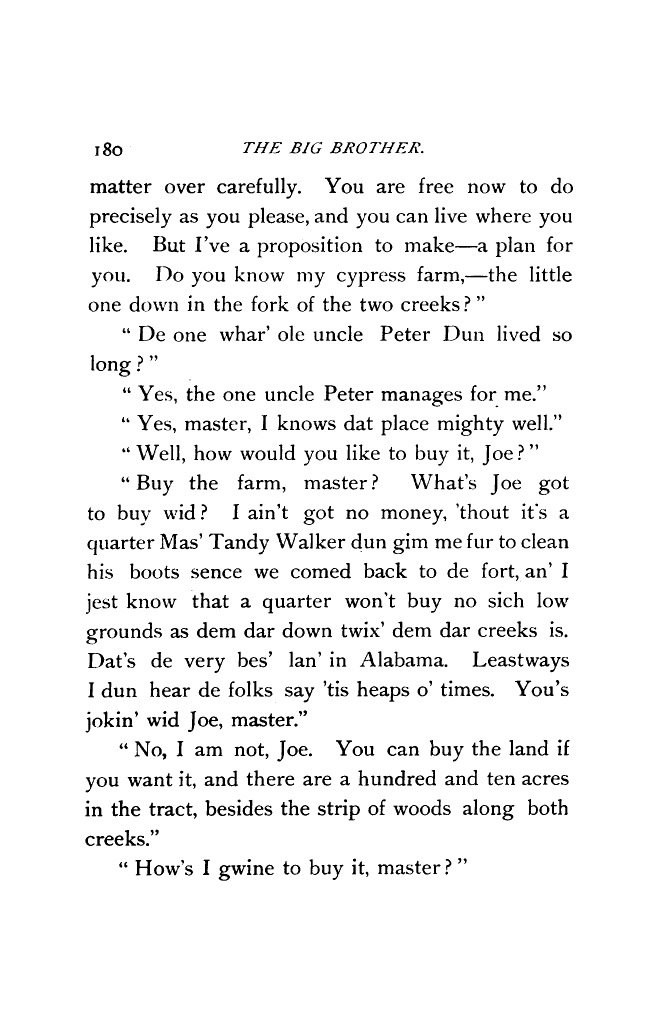 180 THE BIG BROTHER.
matter over carefully. You are free now to do
precisely as you please, and you can live where you
like. But I've a proposition to make—a plan for
you. Do you know my cypress farm,—the little
one down in the fork of the two creeks?"
"De one whar' ole uncle Peter Dun lived so
long?"
"Yes, the one uncle Peter manages for me."
"Yes, master, I knows dat place mighty well."
"Well, how would you like to buy it, Joe?"
"Buy the farm, master? What's Joe got
to buy wid? I ain't got no money, 'thout it's a
quarter Mas' Tandy Walker dun gim me fur to clean
his boots sence we comed back to de fort, an' I
jest know that a quarter won't buy no sich low
grounds as dem dar down twix' dem dar creeks is.
Dat's de very bes' lan' in Alabama. Leastways
I dun hear de folks say 'tis heaps o' times. You's
jokin' wid Joe, master."
"No, I am not, Joe. You can buy the land if
you want it, and there are a hundred and ten acres
in the tract, besides the strip of woods along both
creeks."
"How's I gwine to buy it, master?"